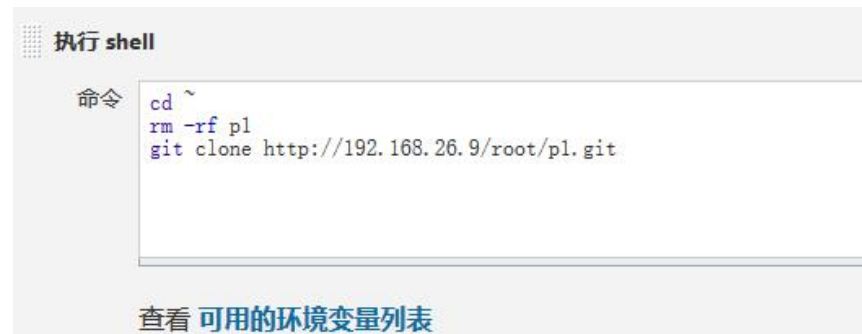 执行 shell
命令
cd ~
rm -rf p1
git clone http://192.168.26.9/root/p1.git
查看 可用的环境变量列表